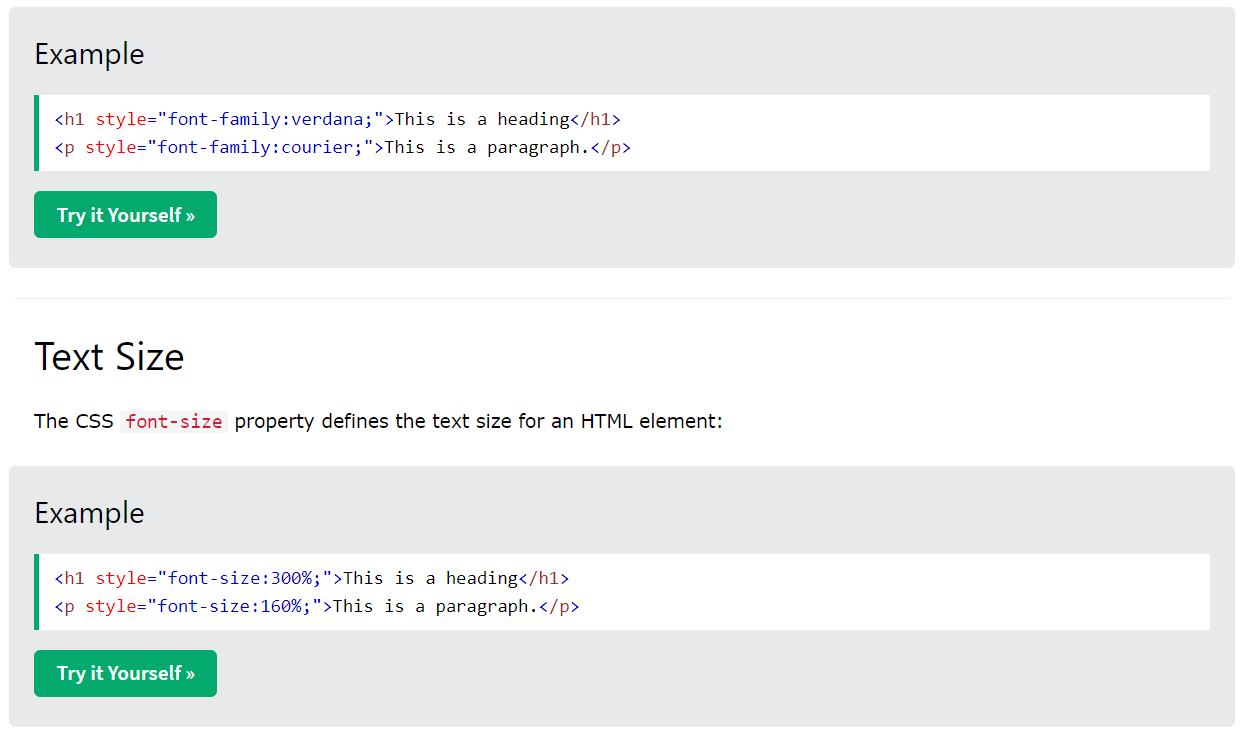 Example
<h1 style="font-family:verdana;">This is a heading</h1>
<p style="font-family:courier;">This is a paragraph.</p>
Try it Yourself »
Text Size
The CSS font-size property defines the text size for an HTML element:
Example
<h1 style="font-size:300%;">This is a heading</h1>
<p style="font-size:160%;">This is a paragraph.</p>
Try it Yourself »